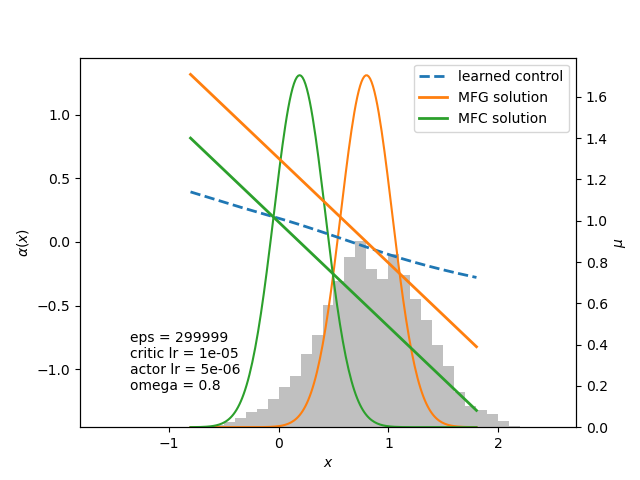 learned control
MFG solution
MFC solution
1.0
0.5
0.0
−0.5
−1.0
α(x)
1.6
1.4
1.2
1.0
0.8
0.6
0.4
0.2
0.0
μ
eps = 299999
critic lr = 1e-05
actor lr = 5e-06
omega = 0.8
−1
0
1
2
x